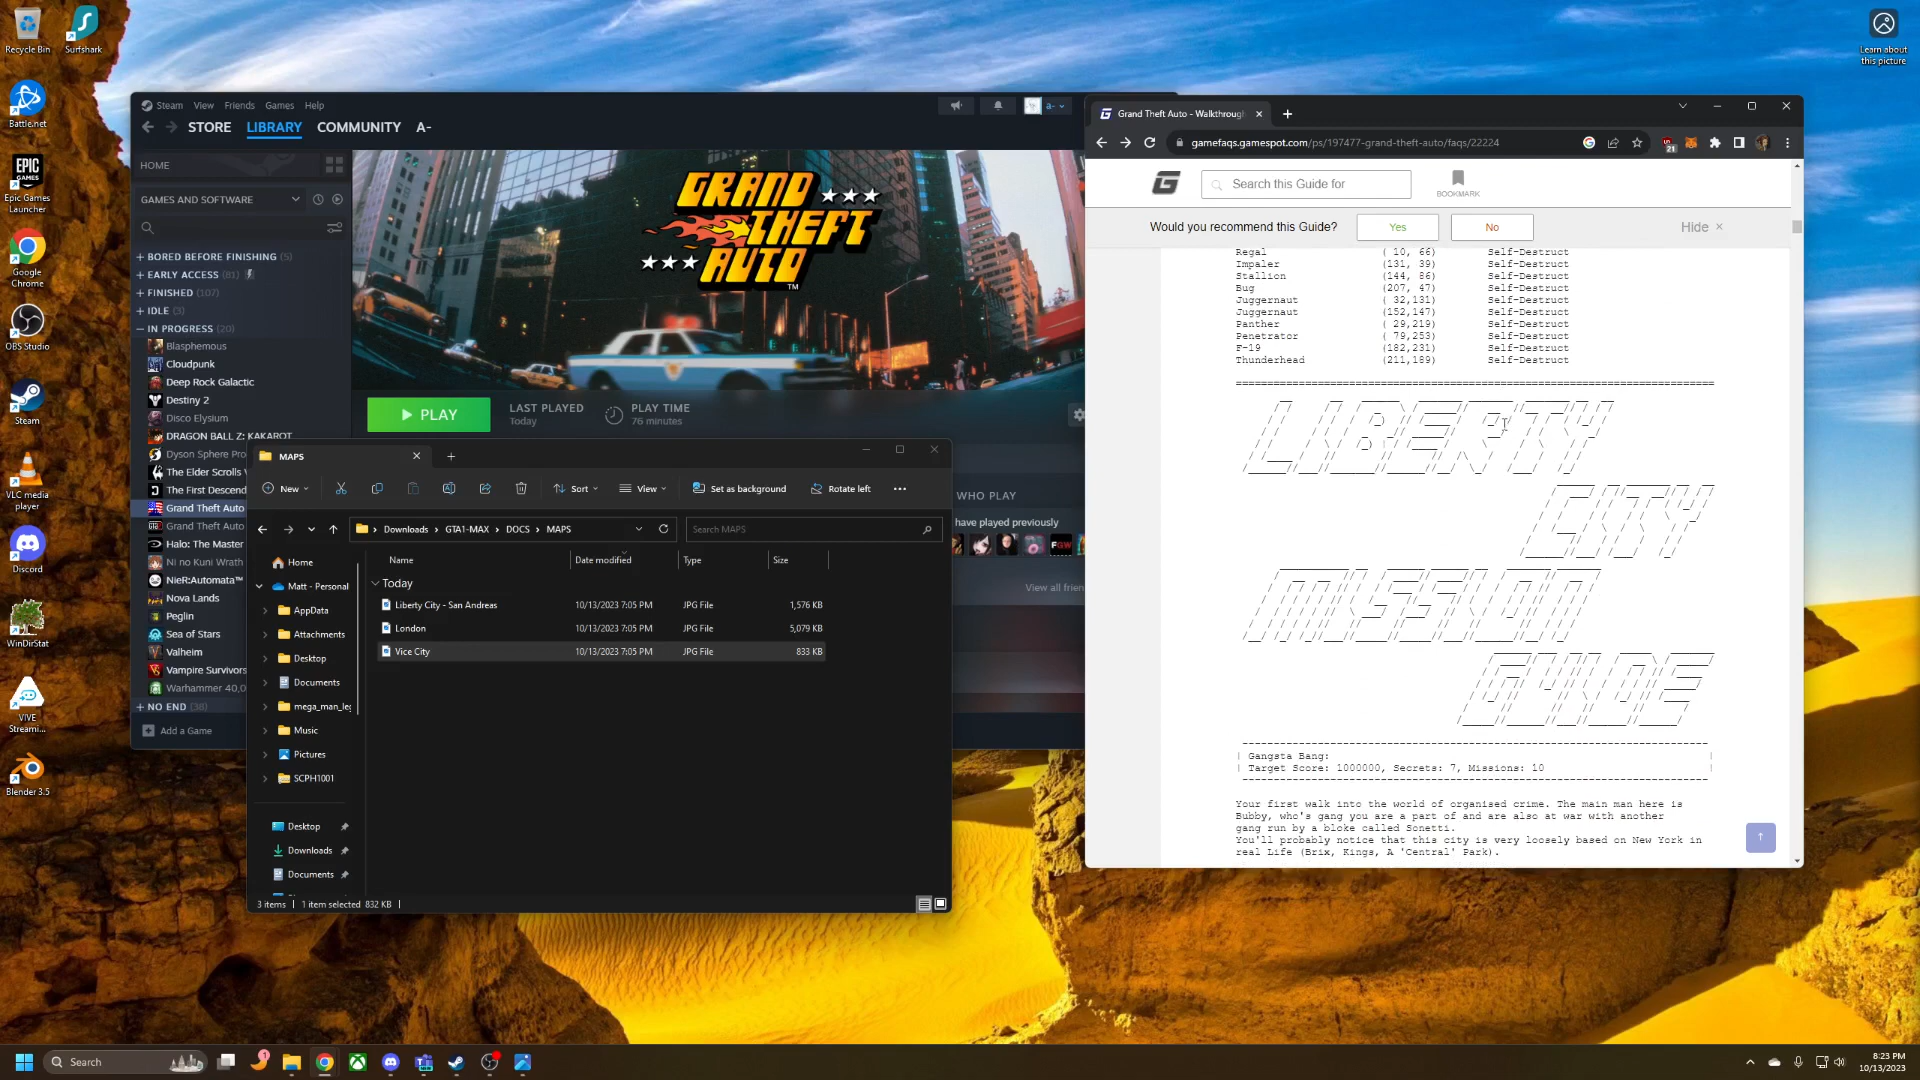 Recycle Bin
Surfshark
Battle.net
Epic Games Launcher
Google Chrome
OBS Studio
Steam
VLC media player
Discord
WinDirStat
VIVE Streami...
Blender 3.5
Learn about this picture
Steam View Friends Games Help
a-
STORE LIBRARY COMMUNITY A-
HOME
GAMES AND SOFTWARE
+ BORED BEFORE FINISHING (5)
+ EARLY ACCESS (81)
+ FINISHED (107)
+ IDLE (3)
— IN PROGRESS (20)
Blasphemous
Cloudpunk
Deep Rock Galactic
Destiny 2
Disco Elysium
DRAGON BALL Z: KAKAROT
Dyson Sphere Pro
The Elder Scrolls V
The First Descend
Grand Theft Auto
Grand Theft Auto
Halo: The Master
Ni no Kuni Wrath
NieR:Automata™
Nova Lands
Peglin
Sea of Stars
Valheim
Vampire Survivors
Warhammer 40,0
+ NO END (38)
Add a Game
GRAND THEFT AUTO ™
PLAY
LAST PLAYED
Today
PLAY TIME
76 minutes
WHO PLAY
have played previously
FGW
View all frien
MAPS
New Sort View Set as background Rotate left
Downloads > GTA1-MAX > DOCS > MAPS
Search MAPS
Home
Matt - Personal
AppData
Attachments
Desktop
Documents
mega_man_leg
Music
Pictures
SCPH1001
Desktop
Downloads
Documents
Name Date modified Type Size
Today
Liberty City - San Andreas 10/13/2023 7:05 PM JPG File 1,576 KB
London 10/13/2023 7:05 PM JPG File 5,079 KB
Vice City 10/13/2023 7:05 PM JPG File 833 KB
3 items | 1 item selected 832 KB |
Grand Theft Auto - Walkthroug
gamefaqs.gamespot.com/ps/197477-grand-theft-auto/faqs/22224
21
Search this Guide for
BOOKMARK
Would you recommend this Guide? Yes No Hide ×
Regal ( 10, 66) Self-Destruct
Impaler (131, 39) Self-Destruct
Stallion (144, 86) Self-Destruct
Bug (207, 47) Self-Destruct
Juggernaut ( 32,131) Self-Destruct
Juggernaut (152,147) Self-Destruct
Panther ( 29,219) Self-Destruct
Penetrator ( 79,253) Self-Destruct
F-19 (182,231) Self-Destruct
Thunderhead (211,189) Self-Destruct
LIBERTY
CITY
MISSION
GUIDE
| Gangsta Bang: |
| Target Score: 1000000, Secrets: 7, Missions: 10 |
Your first walk into the world of organised crime. The main man here is
Bubby, who's gang you are a part of and are also at war with another
gang run by a bloke called Sonetti.
You'll probably notice that this city is very loosely based on New York in
real Life (Brix, Kings, A 'Central' Park).
Search
1
8:23 PM
10/13/2023